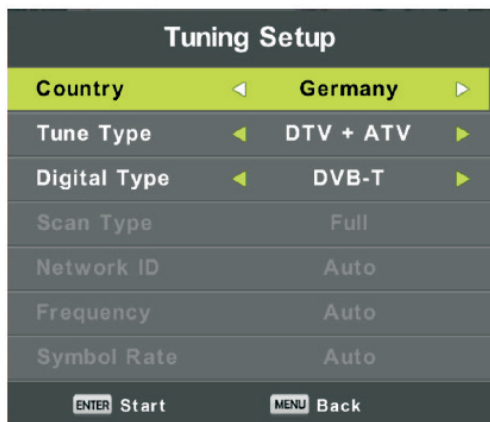 Tuning Setup
Country Germany
Tune Type DTV + ATV
Digital Type DVB-T
Scan Type Full
Network ID Auto
Frequency Auto
Symbol Rate Auto
ENTER Start MENU Back